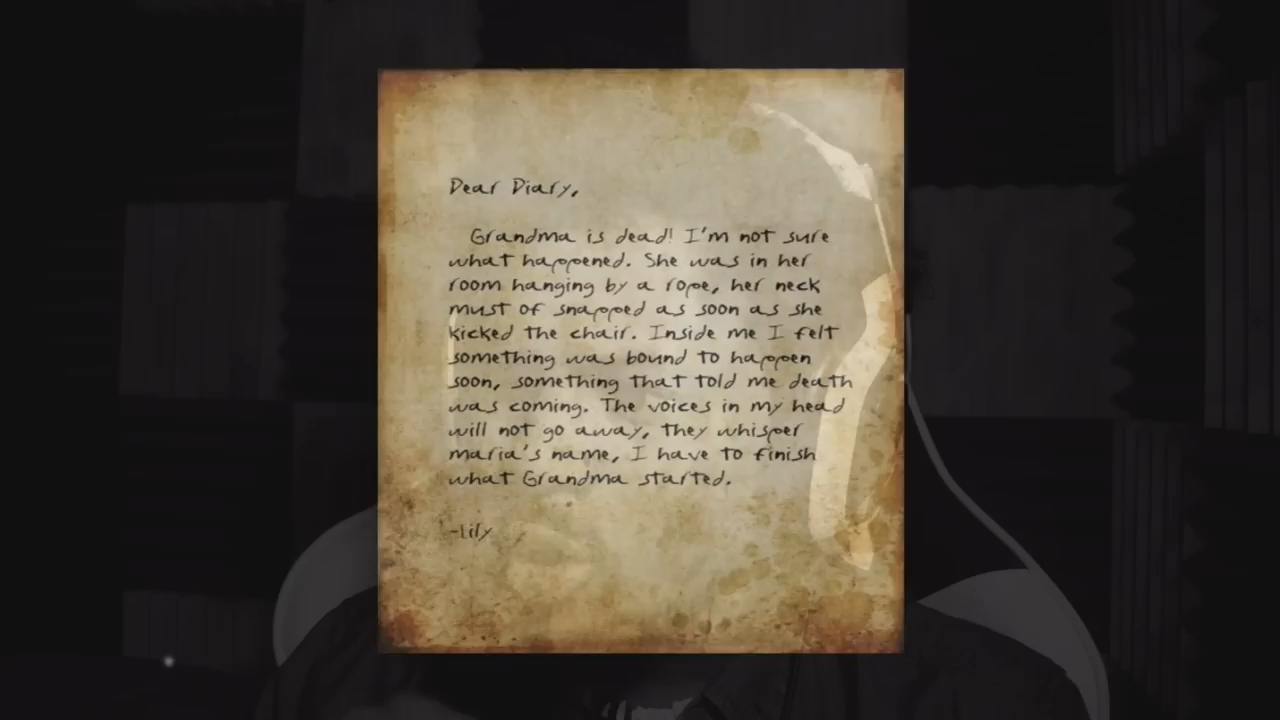 Dear Diary,
Grandma is dead! I'm not sure
what happened. She was in her
room hanging by a rope, her neck
must of snapped as soon as she
kicked the chair. Inside me I felt
something was bound to happen
soon, something that told me death
was coming. The voices in my head
will not go away, they whisper
maria's name, I have to finish
what Grandma started.
-Lily